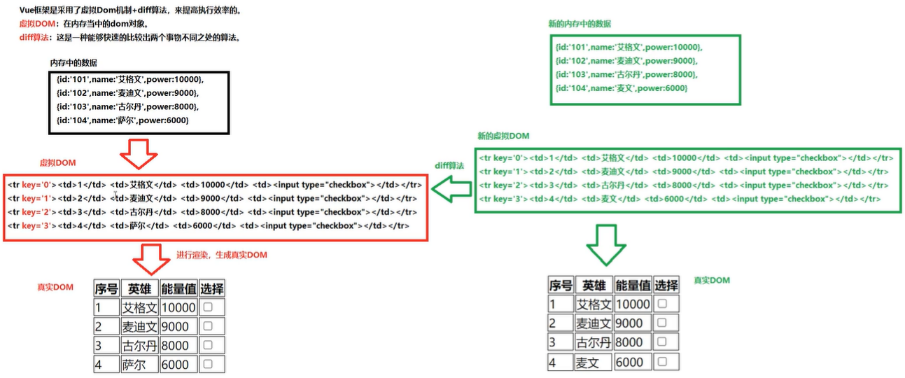 Vue框架是采用了虚拟Dom机制+diff算法，来提高执行效率的。
虚拟DOM：在内存当中的dom对象。
diff算法：这是一种能够快速的比较出两个事物不同之处的算法。
内存中的数据
{id:'101',name:'艾格文',power:10000},
{id:'102',name:'麦迪文',power:9000},
{id:'103',name:'古尔丹',power:8000},
{id:'104',name:'萨尔',power:6000}
虚拟DOM
<tr key='0'><td>1</td> <td>艾格文</td> <td>10000</td> <td><input type="checkbox"></td></tr>
<tr key='1'><td>2</td> <td>麦迪文</td> <td>9000</td> <td><input type="checkbox"></td></tr>
<tr key='2'><td>3</td> <td>古尔丹</td> <td>8000</td> <td><input type="checkbox"></td></tr>
<tr key='3'><td>4</td> <td>萨尔</td> <td>6000</td> <td><input type="checkbox"></td></tr>
进行渲染，生成真实DOM
真实DOM
序号 英雄 能量值 选择
1 艾格文 10000
2 麦迪文 9000
3 古尔丹 8000
4 萨尔 6000
新的内存中的数据
{id:'101',name:'艾格文',power:10000},
{id:'102',name:'麦迪文',power:9000},
{id:'103',name:'古尔丹',power:8000},
{id:'104',name:'麦文',power:6000}
新的虚拟DOM
diff算法
<tr key='0'><td>1</td> <td>艾格文</td> <td>10000</td> <td><input type="checkbox"></td></tr>
<tr key='1'><td>2</td> <td>麦迪文</td> <td>9000</td> <td><input type="checkbox"></td></tr>
<tr key='2'><td>3</td> <td>古尔丹</td> <td>8000</td> <td><input type="checkbox"></td></tr>
<tr key='3'><td>4</td> <td>麦文</td> <td>6000</td> <td><input type="checkbox"></td></tr>
真实DOM
序号 英雄 能量值 选择
1 艾格文 10000
2 麦迪文 9000
3 古尔丹 8000
4 麦文 6000